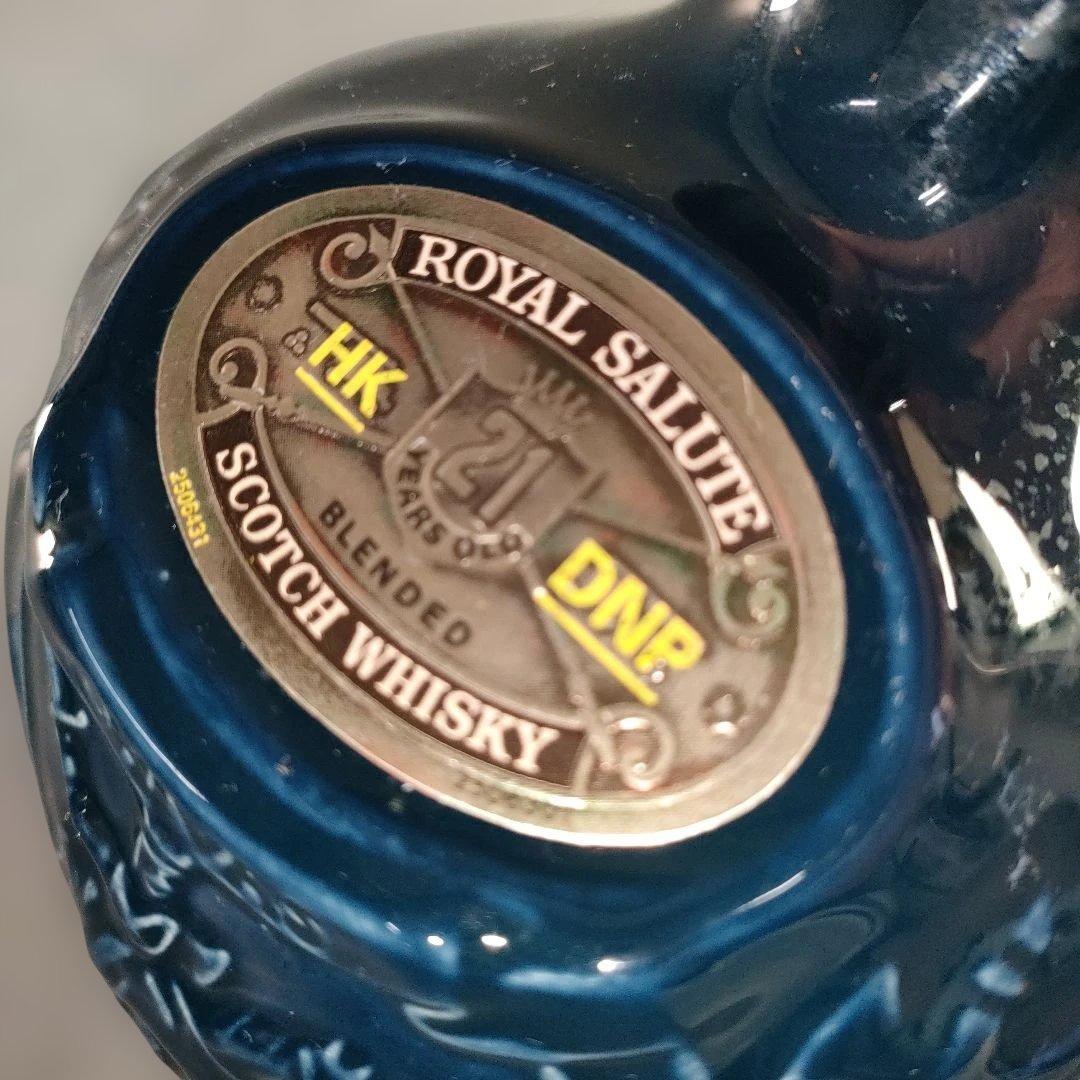 ROYAL SALUTE
HK
21
YEARS OLD
BLENDED
DNP
SCOTCH WHISKY
2506431